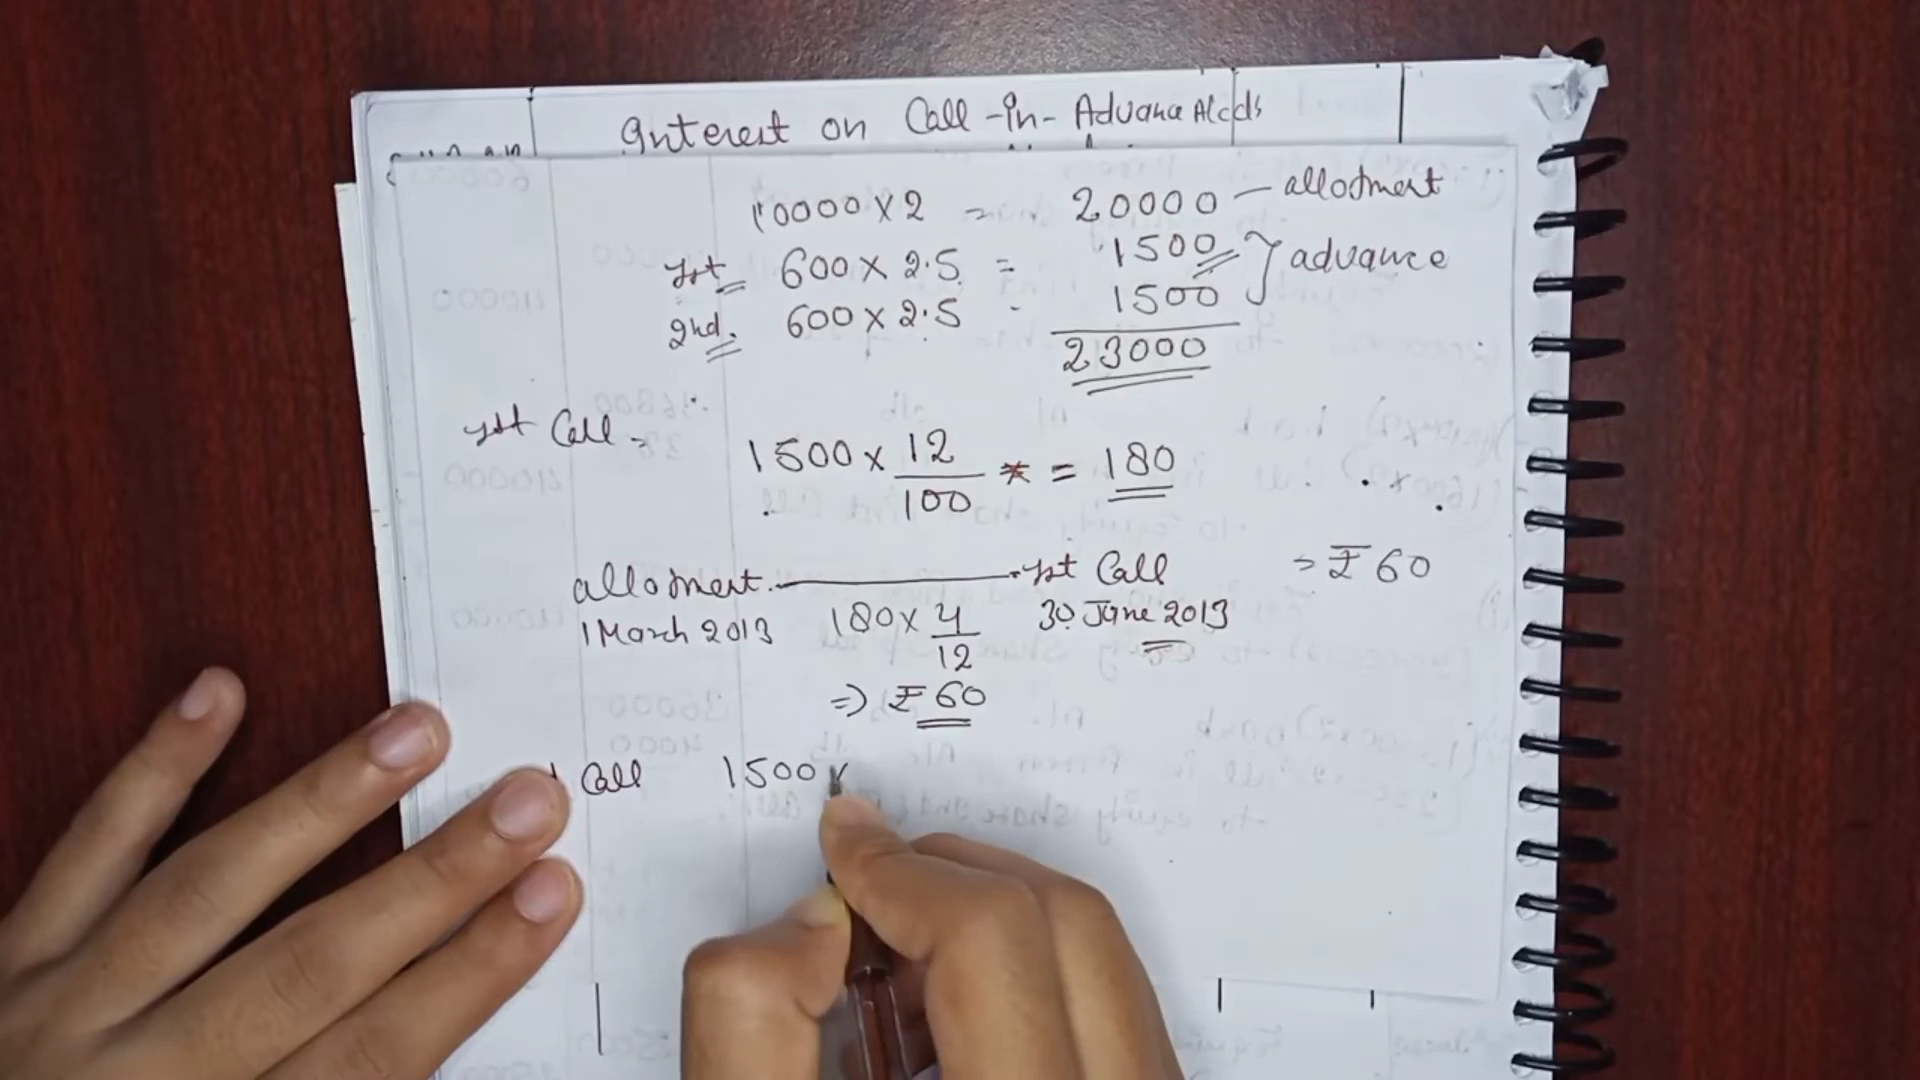 Interest on Call-in-Advance A/c ds
10000 × 2 = 20000 — allotment
1st 600 × 2.5 = 1500 } advance
2nd. 600 × 2.5 = 1500
23000
1st Call =
1500 × 12/100 * = 180
allotment. — 1st Call => ₹ 60
1 March 2013 180 × 4/12 30 June 2013
=> ₹ 60
Call 1500 ×